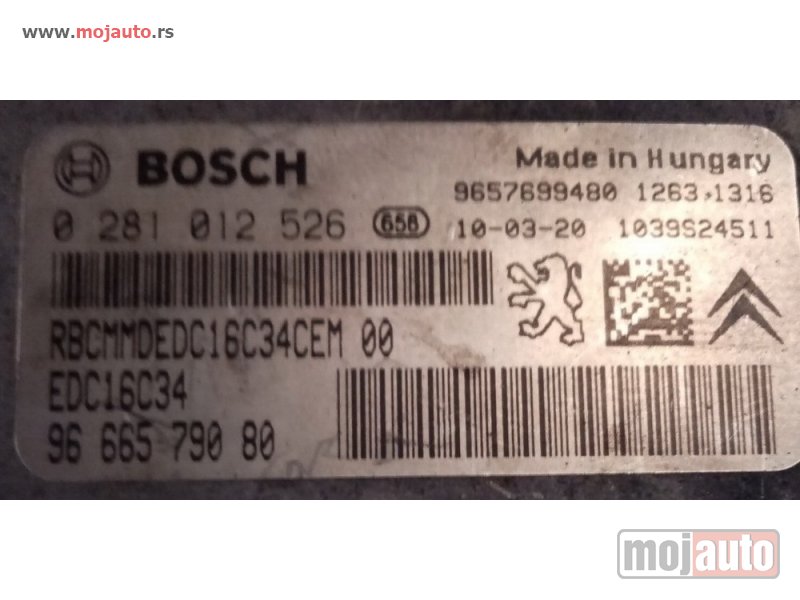 www.mojauto.rs
BOSCH
Made in Hungary
9657699480 1263,1316
0 281 012 526 656 10-03-20 1039S24511
RBCMMDEDC16C34CEM 00
EDC16C34
96 665 790 80
mojauto